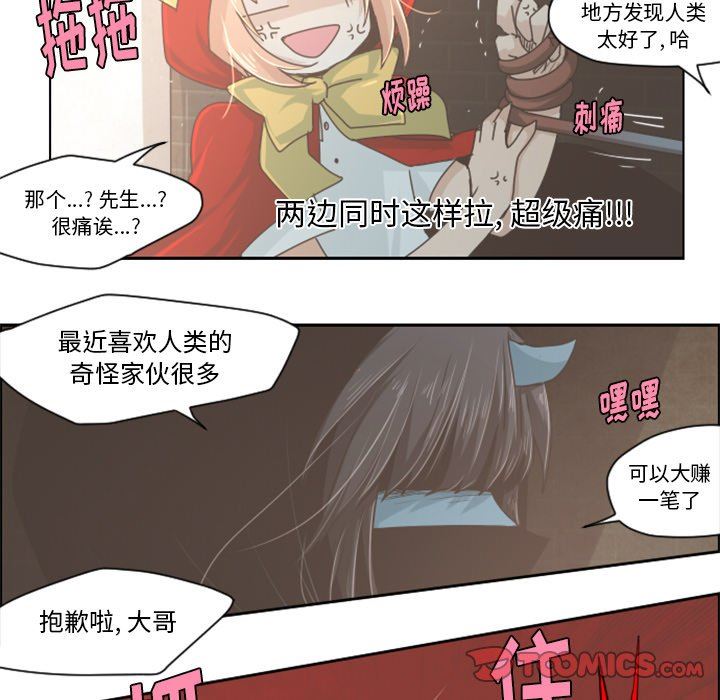 拖拖
地方发现人类
太好了, 哈
烦躁
刺痛
那个...? 先生...?
很痛诶...?
两边同时这样拉, 超级痛!!!
最近喜欢人类的
奇怪家伙很多
嘿嘿
可以大赚
一笔了
抱歉啦, 大哥
住
TOOMICS.COM